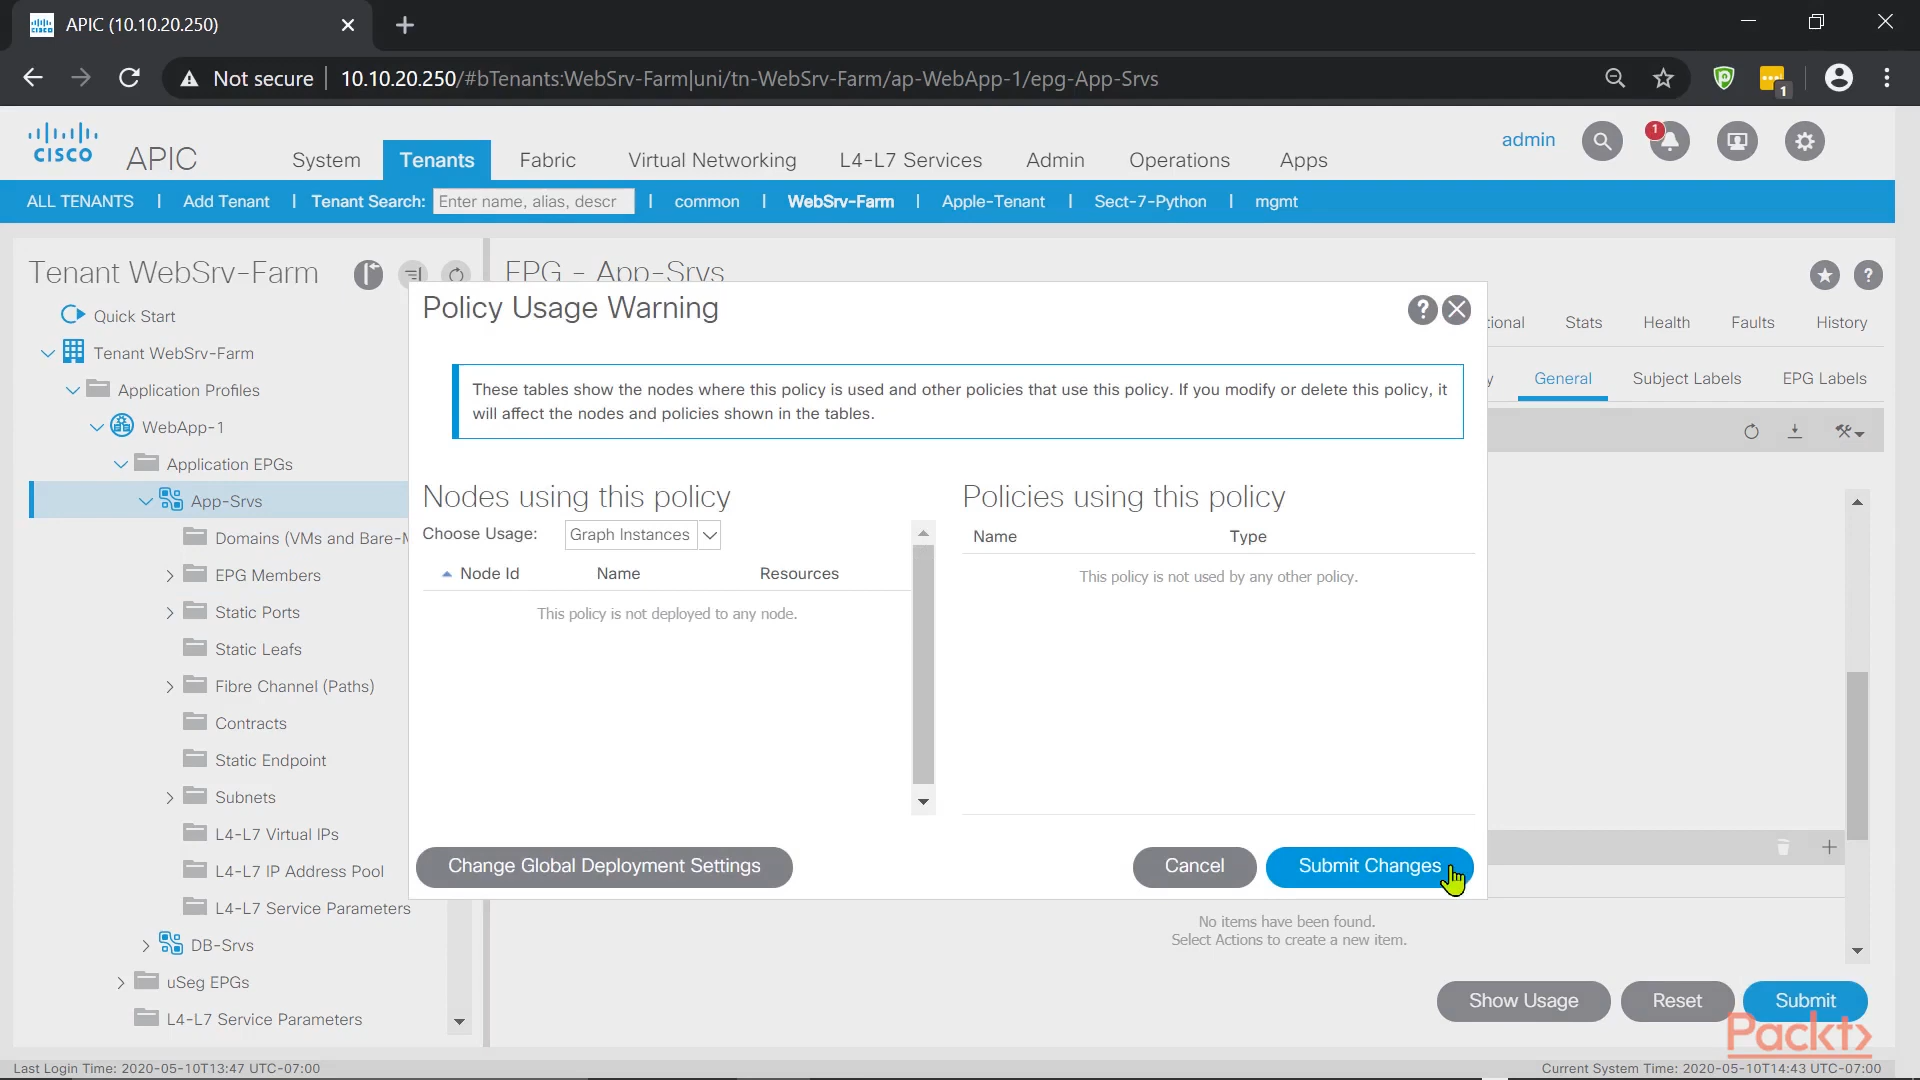 APIC (10.10.20.250)
Not secure
10.10.20.250/#bTenants:WebSrv-Farm|uni/tn-WebSrv-Farm/ap-WebApp-1/epg-App-Srvs
1
CISCO
APIC
System
Tenants
Fabric
Virtual Networking
L4-L7 Services
Admin
Operations
Apps
admin
1
ALL TENANTS | Add Tenant | Tenant Search: Enter name, alias, descr | common | WebSrv-Farm | Apple-Tenant | Sect-7-Python | mgmt
Tenant WebSrv-Farm
Quick Start
Tenant WebSrv-Farm
Application Profiles
WebApp-1
Application EPGs
App-Srvs
Domains (VMs and Bare-M
EPG Members
Static Ports
Static Leafs
Fibre Channel (Paths)
Contracts
Static Endpoint
Subnets
L4-L7 Virtual IPs
L4-L7 IP Address Pool
L4-L7 Service Parameters
DB-Srvs
uSeg EPGs
L4-L7 Service Parameters
EPG - App-Srvs
tional
Stats
Health
Faults
History
y
General
Subject Labels
EPG Labels
Policy Usage Warning
These tables show the nodes where this policy is used and other policies that use this policy. If you modify or delete this policy, it
will affect the nodes and policies shown in the tables.
Nodes using this policy
Choose Usage: Graph Instances
Node Id Name Resources
This policy is not deployed to any node.
Policies using this policy
Name Type
This policy is not used by any other policy.
Change Global Deployment Settings
Cancel
Submit Changes
No items have been found.
Select Actions to create a new item.
Show Usage
Reset
Submit
Packt>
Last Login Time: 2020-05-10T13:47 UTC-07:00
Current System Time: 2020-05-10T14:43 UTC-07:00